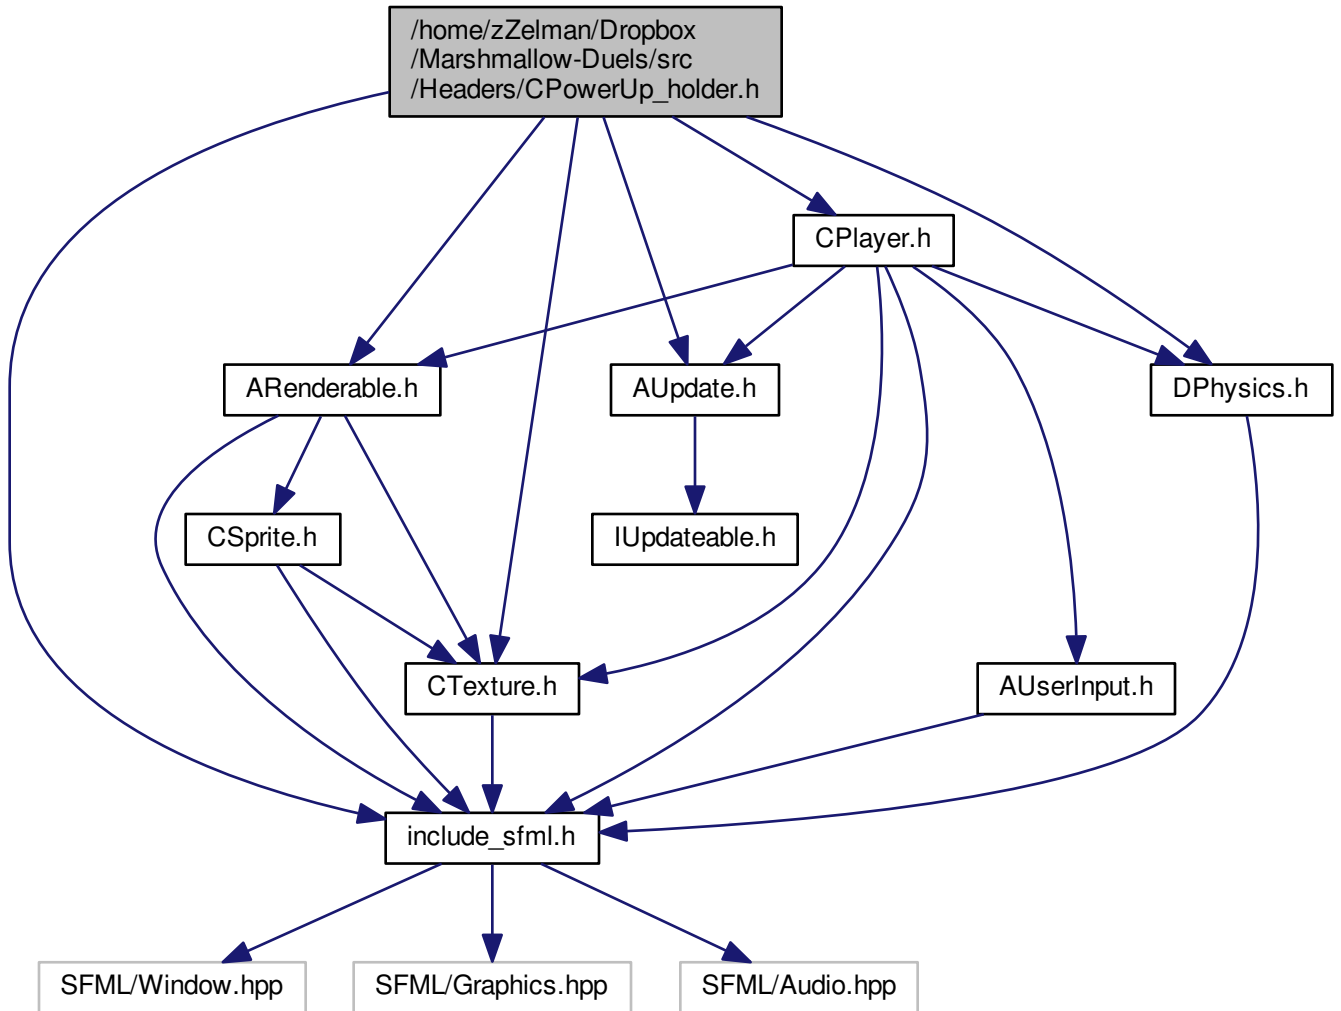 /home/zZelman/Dropbox
/Marshmallow-Duels/src
/Headers/CPowerUp_holder.h
CPlayer.h
ARenderable.h
AUpdate.h
DPhysics.h
CSprite.h
IUpdateable.h
CTexture.h
AUserInput.h
include_sfml.h
SFML/Window.hpp
SFML/Graphics.hpp
SFML/Audio.hpp